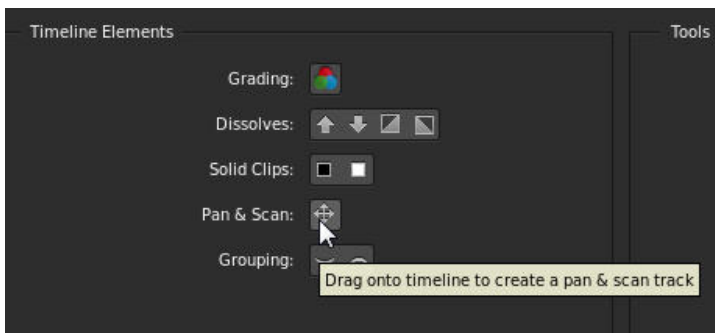 Timeline Elements
Tools
Grading:
Dissolves:
Solid Clips:
Pan & Scan:
Grouping:
Drag onto timeline to create a pan & scan track